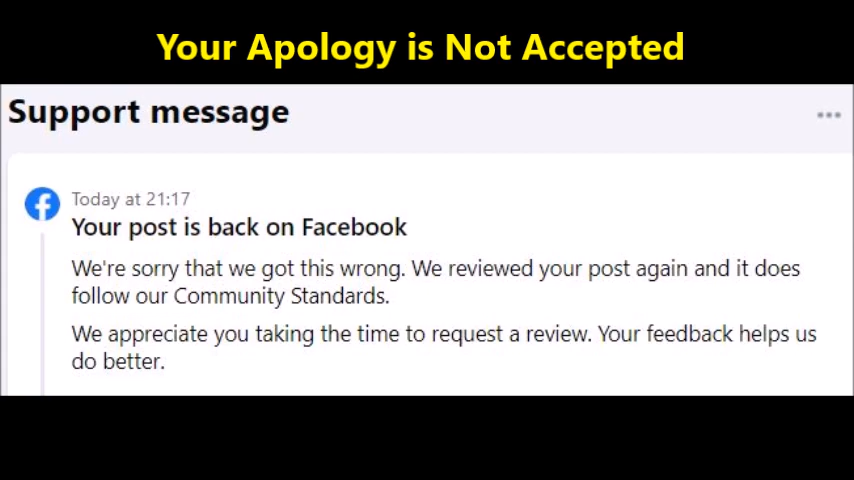 Your Apology is Not Accepted
Support message
Today at 21:17
Your post is back on Facebook
We're sorry that we got this wrong. We reviewed your post again and it does
follow our Community Standards.
We appreciate you taking the time to request a review. Your feedback helps us
do better.